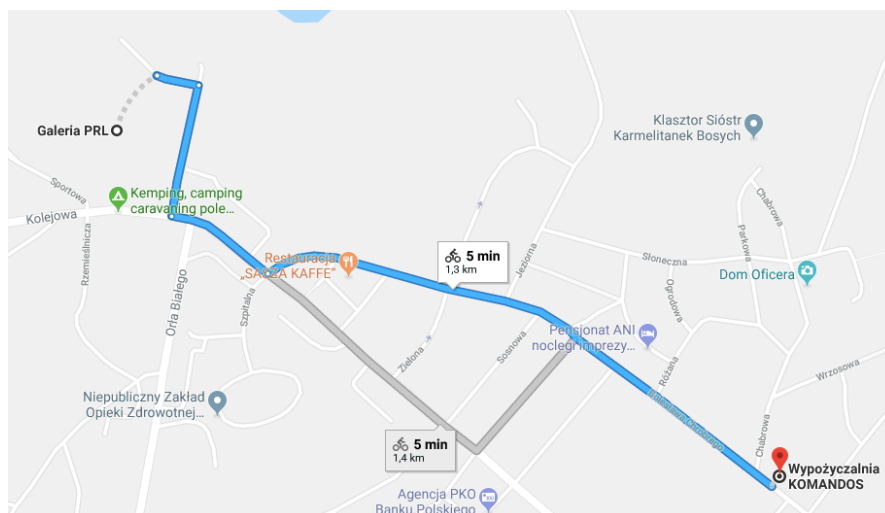 Galeria PRL
Klasztor Sióstr
Karmelitanek Bosych
Sportowa
Kemping, camping
caravaning pole...
Kolejowa
Chabrowa
Rzemieślnicza
Parkowa
Restauracja
„SASZA KAFFE”
5 min
1,3 km
Jeziorna
Słoneczna
Dom Oficera
Ogrodowa
Orła Białego
Szpitalna
Zielona
Sosnowa
Pensjonat ANI
noclegi imprezy...
Różana
Wrzosowa
Niepubliczny Zakład
Opieki Zdrowotnej...
Chrobrego
Chabrowa
5 min
1,4 km
Wypożyczalnia
KOMANDOS
Agencja PKO
Banku Polskiego